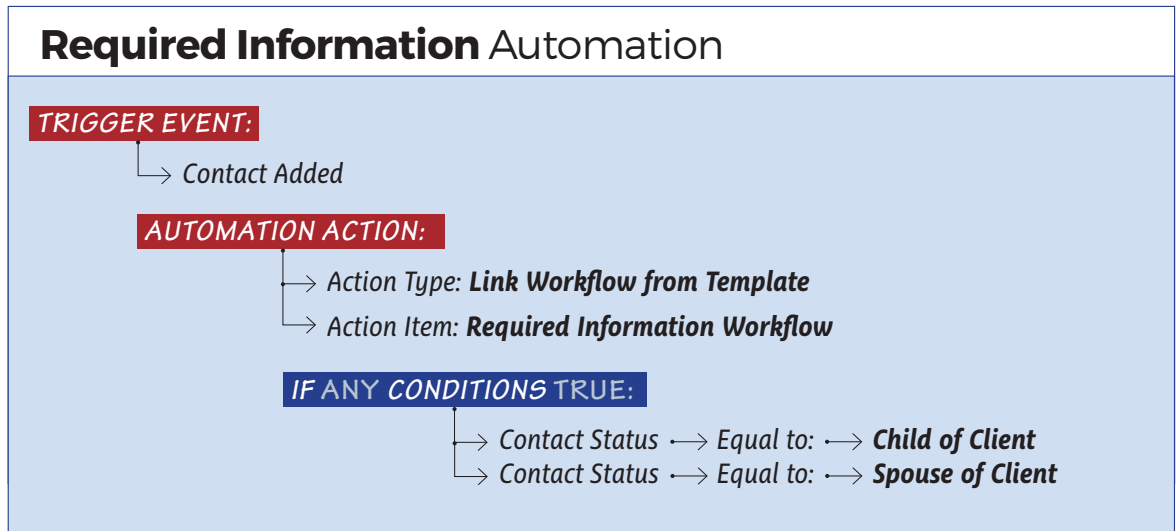 Required Information Automation
TRIGGER EVENT:
Contact Added
AUTOMATION ACTION:
Action Type: Link Workflow from Template
Action Item: Required Information Workflow
IF ANY CONDITIONS TRUE:
Contact Status Equal to: Child of Client
Contact Status Equal to: Spouse of Client